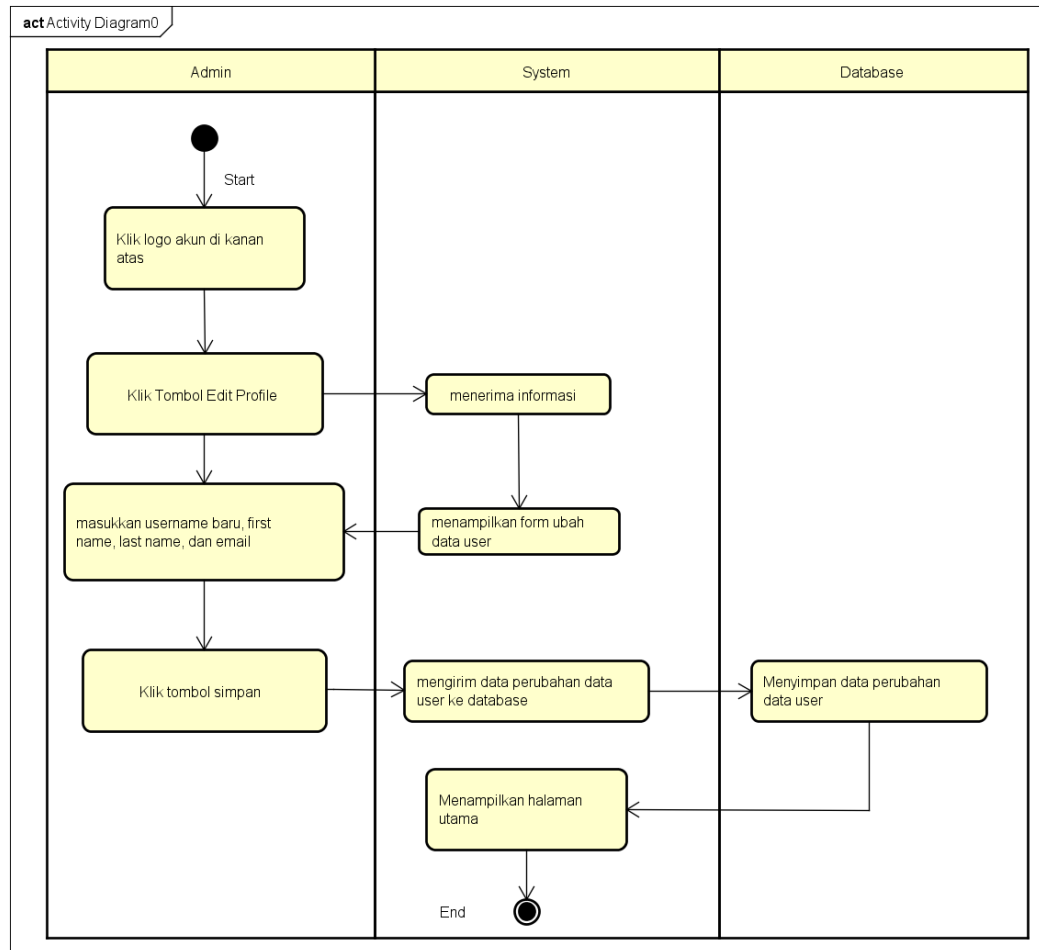 act Activity Diagram0
Admin
System
Database
Start
Klik logo akun di kanan
atas
Klik Tombol Edit Profile
menerima informasi
masukkan username baru, first
name, last name, dan email
menampilkan form ubah
data user
Klik tombol simpan
mengirim data perubahan data
user ke database
Menyimpan data perubahan
data user
Menampilkan halaman
utama
End